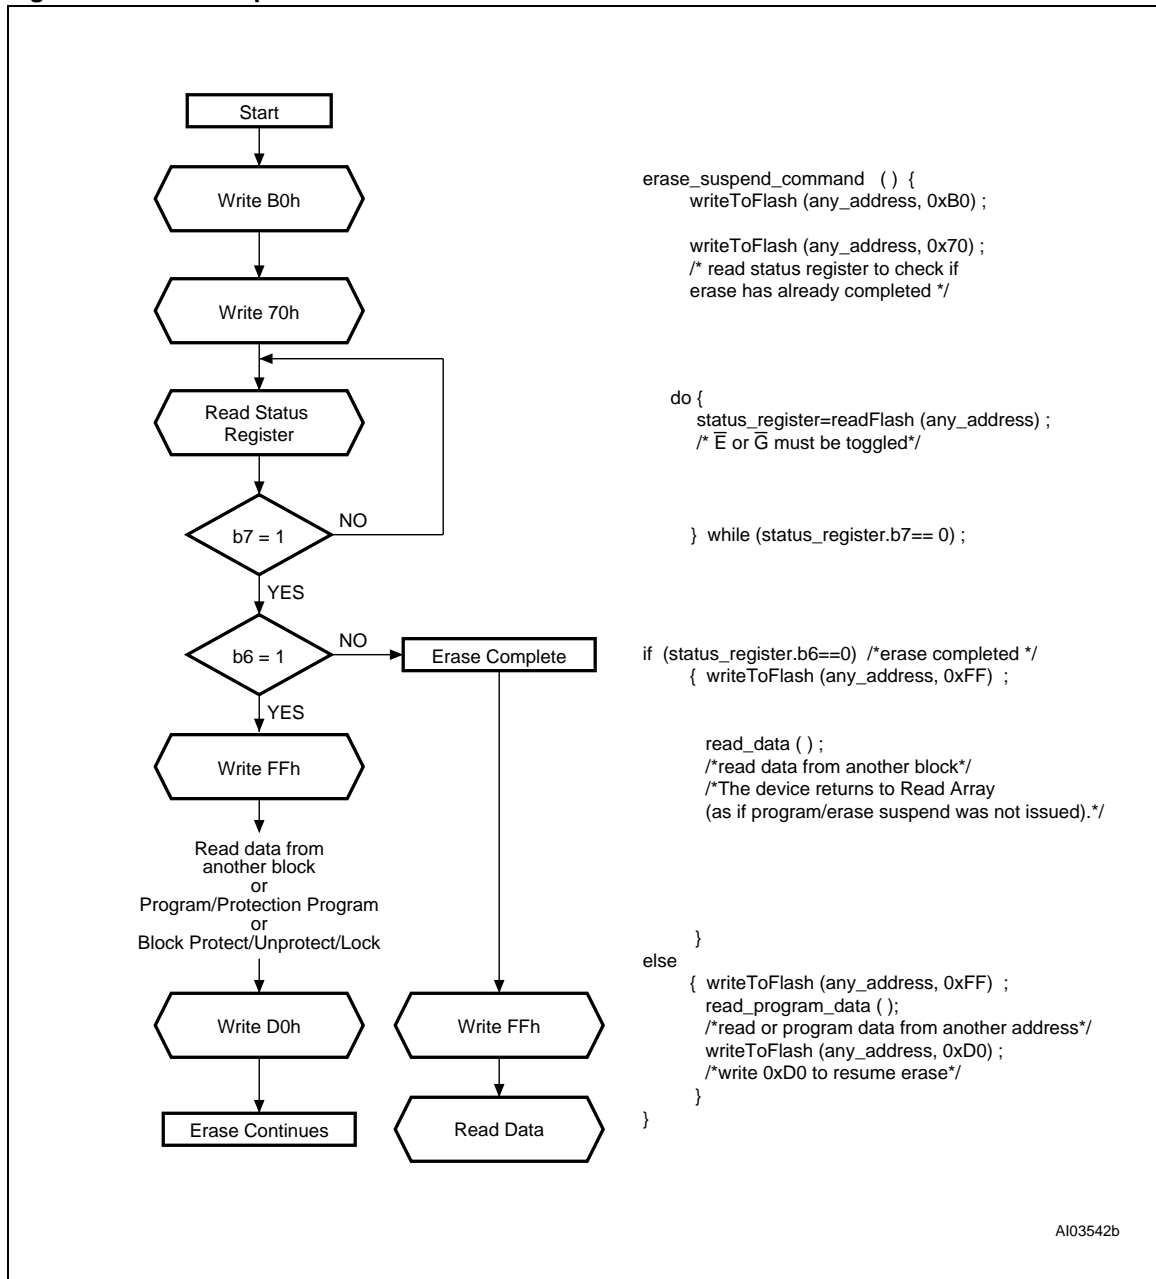 Start
Write B0h
Write 70h
Read Status
Register
b7 = 1
NO
YES
b6 = 1
NO
Erase Complete
YES
Write FFh
Read data from
another block
or
Program/Protection Program
or
Block Protect/Unprotect/Lock
Write D0h
Write FFh
Erase Continues
Read Data
erase_suspend_command ( ) {
writeToFlash (any_address, 0xB0) ;
writeToFlash (any_address, 0x70) ;
/* read status register to check if
erase has already completed */
do {
status_register=readFlash (any_address) ;
/* E̅ or G̅ must be toggled*/
} while (status_register.b7== 0) ;
if (status_register.b6==0) /*erase completed */
{ writeToFlash (any_address, 0xFF) ;
read_data ( ) ;
/*read data from another block*/
/*The device returns to Read Array
(as if program/erase suspend was not issued).*/
}
else
{ writeToFlash (any_address, 0xFF) ;
read_program_data ( );
/*read or program data from another address*/
writeToFlash (any_address, 0xD0) ;
/*write 0xD0 to resume erase*/
}
}
AI03542b